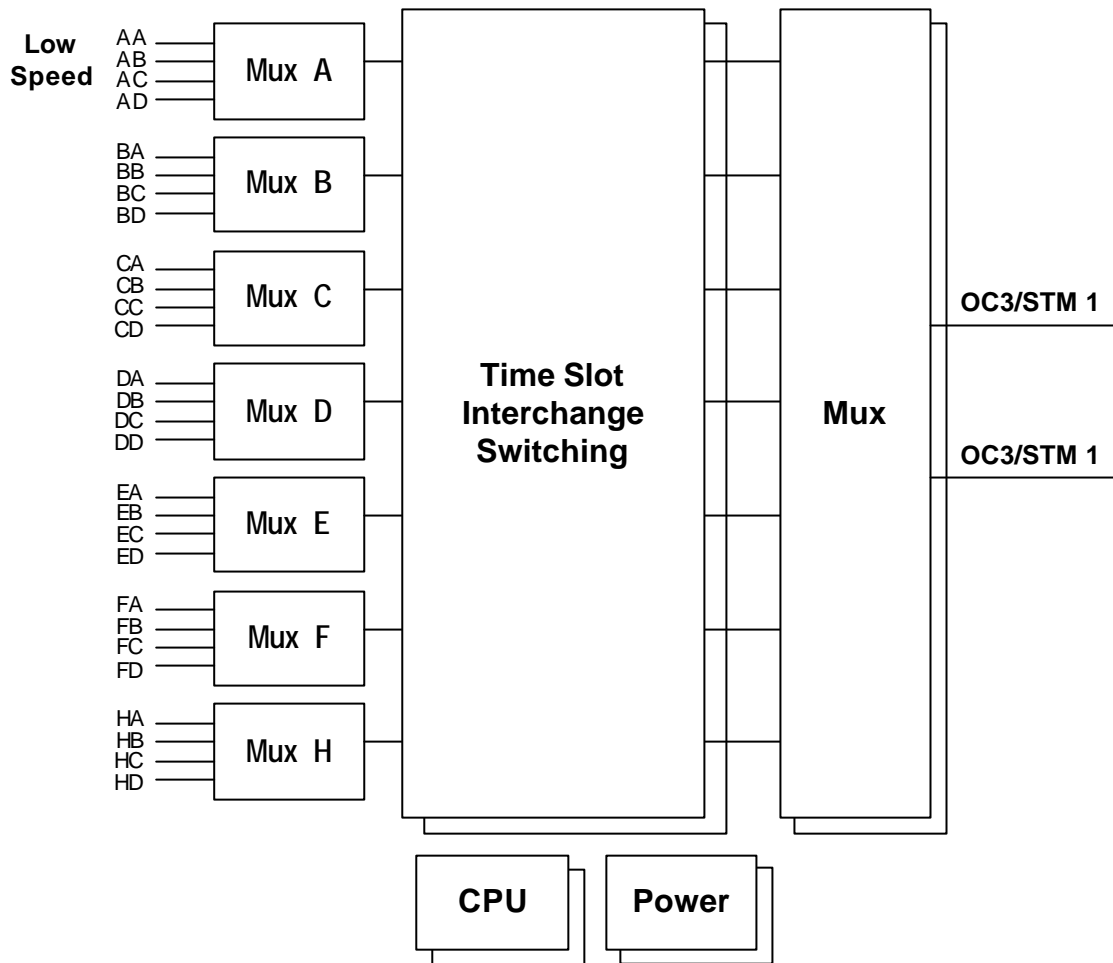 Low
Speed
AA
AB
AC
AD
Mux A
BA
BB
BC
BD
Mux B
CA
CB
CC
CD
Mux C
DA
DB
DC
DD
Mux D
EA
EB
EC
ED
Mux E
FA
FB
FC
FD
Mux F
HA
HB
HC
HD
Mux H
Time Slot
Interchange
Switching
Mux
OC3/STM 1
OC3/STM 1
CPU
Power